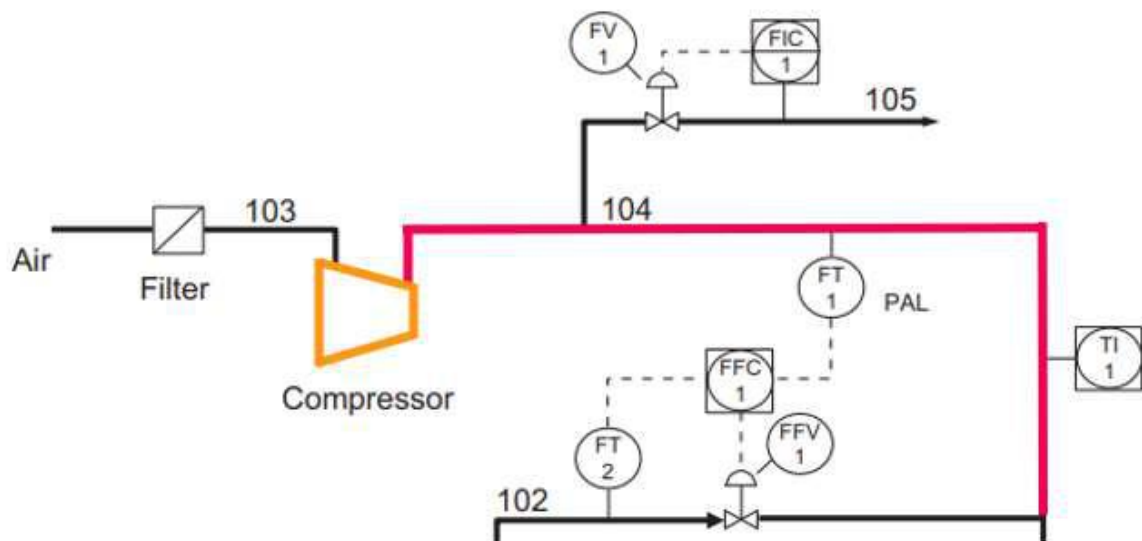 FV
1
FIC
1
105
103
104
Air
Filter
FT
1
PAL
TI
1
Compressor
FFC
1
FT
2
FFV
1
102